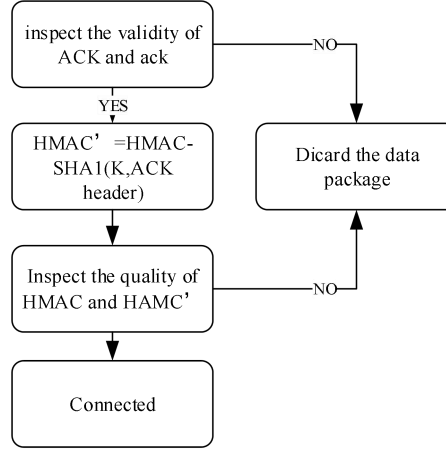 inspect the validity of
ACK and ack
NO
YES
HMAC’ =HMAC-
SHA1(K,ACK
header)
Dicard the data
package
Inspect the quality of
HMAC and HAMC’
NO
Connected